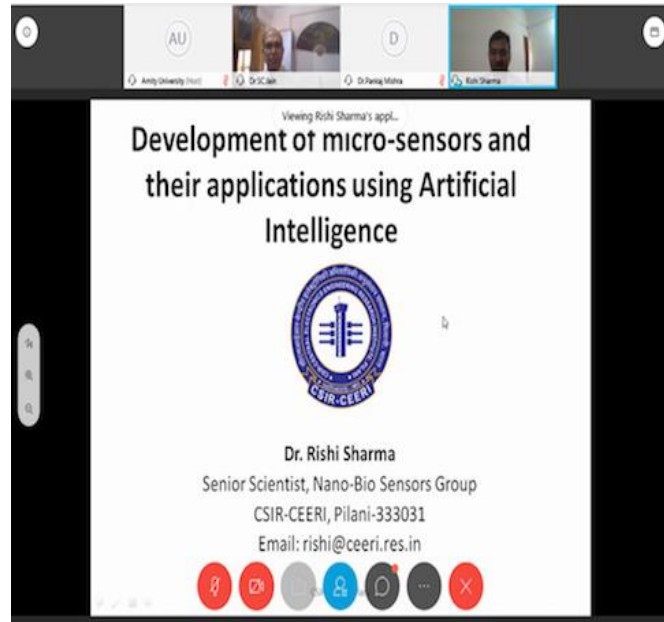 AU
D
Amity University (Host)
Dr SC Jain
Dr. Pankaj Mishra
Rishi Sharma
Viewing Rishi Sharma's appl...
Development of micro-sensors and
their applications using Artificial
Intelligence
CSIR-CEERI
Dr. Rishi Sharma
Senior Scientist, Nano-Bio Sensors Group
CSIR-CEERI, Pilani-333031
Email: rishi@ceeri.res.in